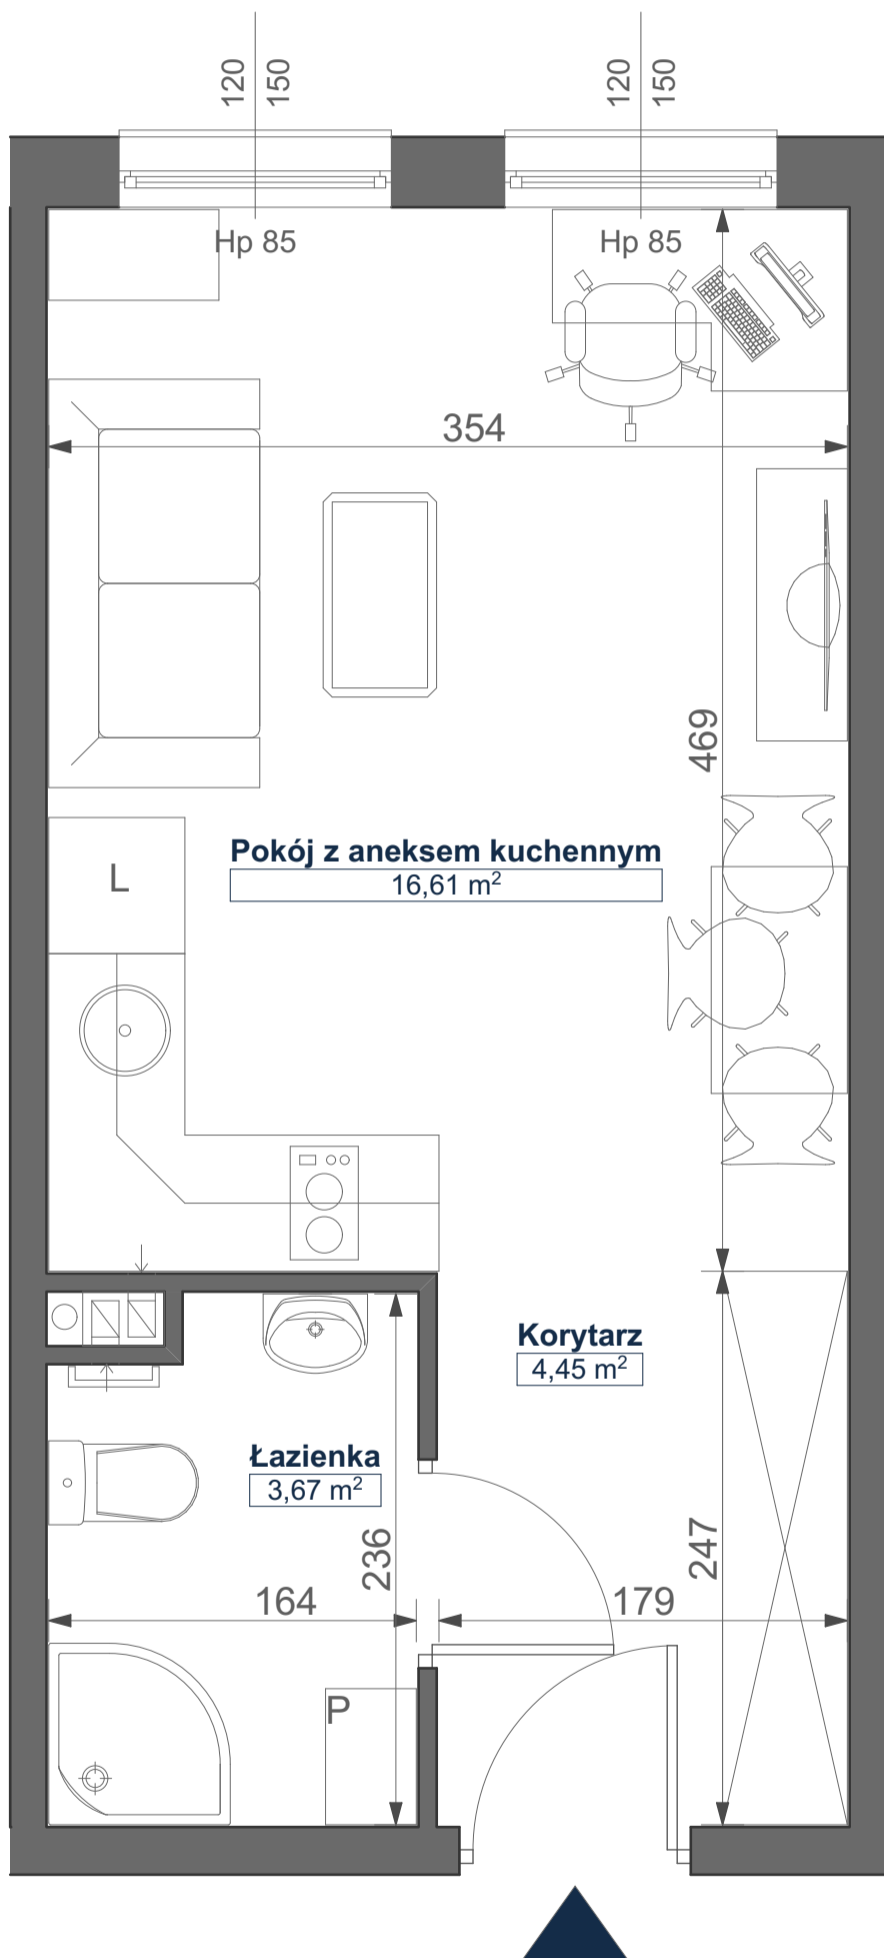 120
150
120
150
Hp 85
Hp 85
354
469
Pokój z aneksem kuchennym
16,61 m²
L
Korytarz
4,45 m²
Łazienka
3,67 m²
236
247
164
179
P